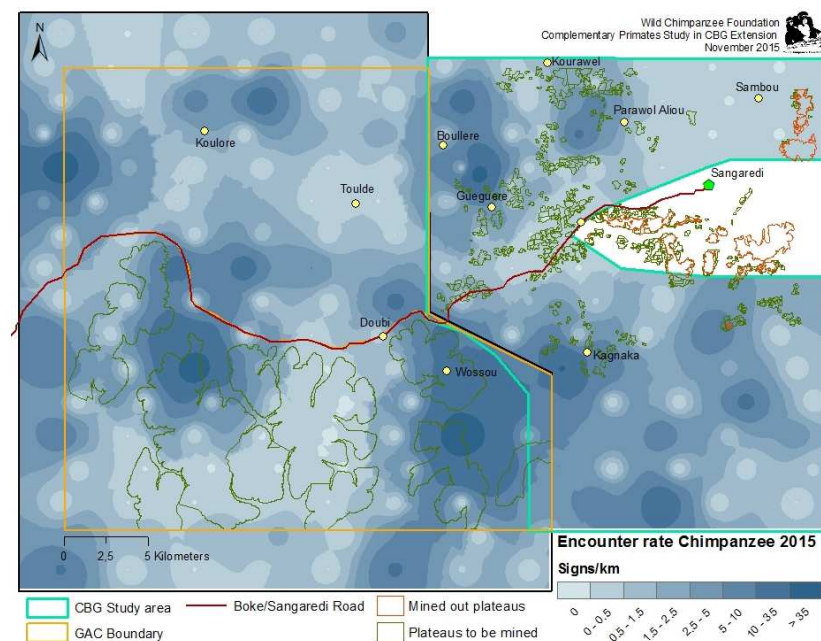 N
Wild Chimpanzee Foundation
Complementary Primates Study in CBG Extension
November 2015
Kourawel
Sambou
Parawol Aliou
Koulore
Boullere
Sangaredi
Toulde
Gueguere
Doubi
Kagnaka
Wossou
0 2,5 5 Kilometers
Encounter rate Chimpanzee 2015
Signs/km
0
0 - 0.5
0.5 - 1.5
1.5 - 2.5
2.5 - 5
5 - 10
10 - 3.5
> 35
CBG Study area
Boke/Sangaredi Road
Mined out plateaus
GAC Boundary
Plateaus to be mined